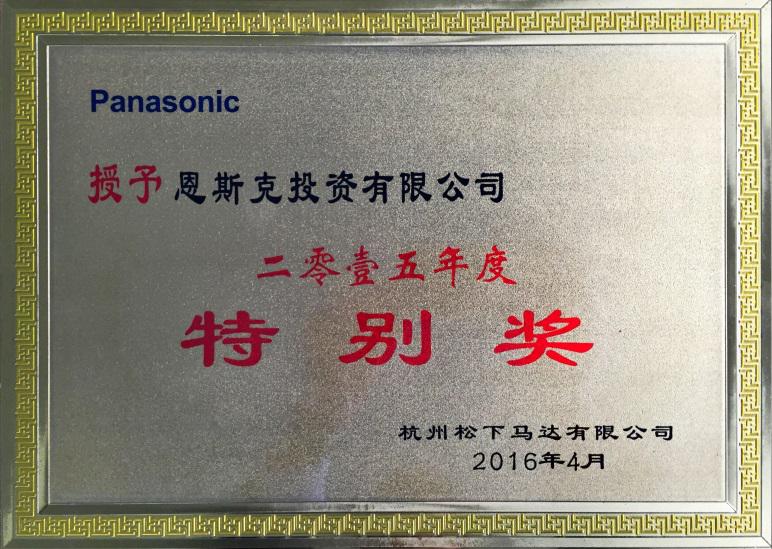 Panasonic
授予恩斯克投资有限公司
二零壹五年度
特别奖
杭州松下马达有限公司
2016年4月